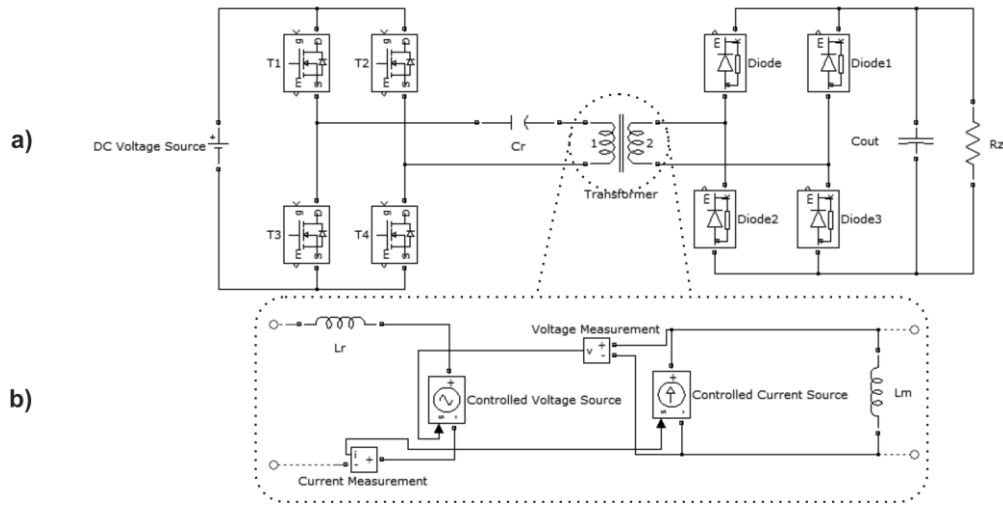 a)
T1
T2
DC Voltage Source
+
Cr
1
2
Transformer
T3
T4
Diode
Diode1
Cout
Rz
Diode2
Diode3
g
D
m
S
E
b)
Lr
Voltage Measurement
v
+
-
Controlled Voltage Source
Controlled Current Source
Lm
i
+
-
Current Measurement
s